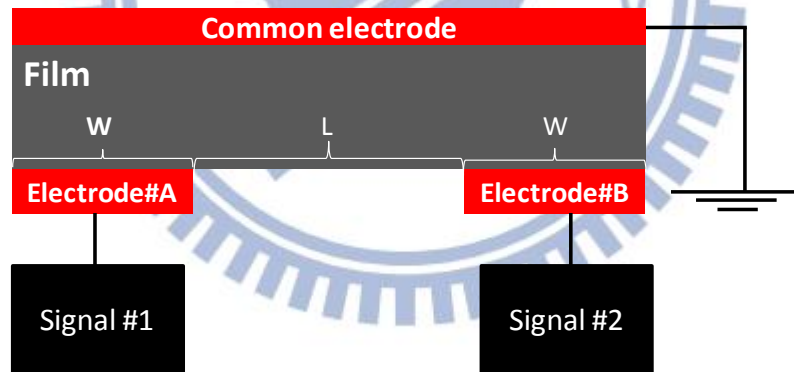 Common electrode
Film
W L W
Electrode#A Electrode#B
Signal #1 Signal #2